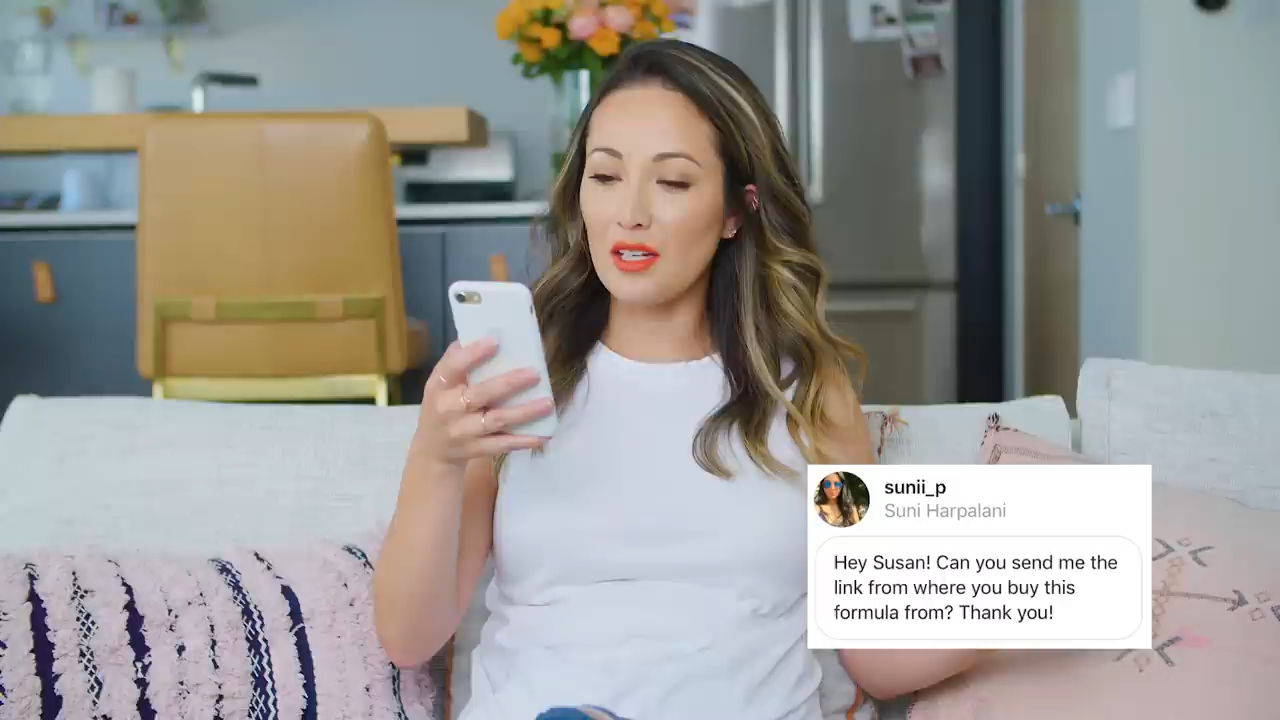 sunii_p
Suni Harpalani
Hey Susan! Can you send me the
link from where you buy this
formula from? Thank you!